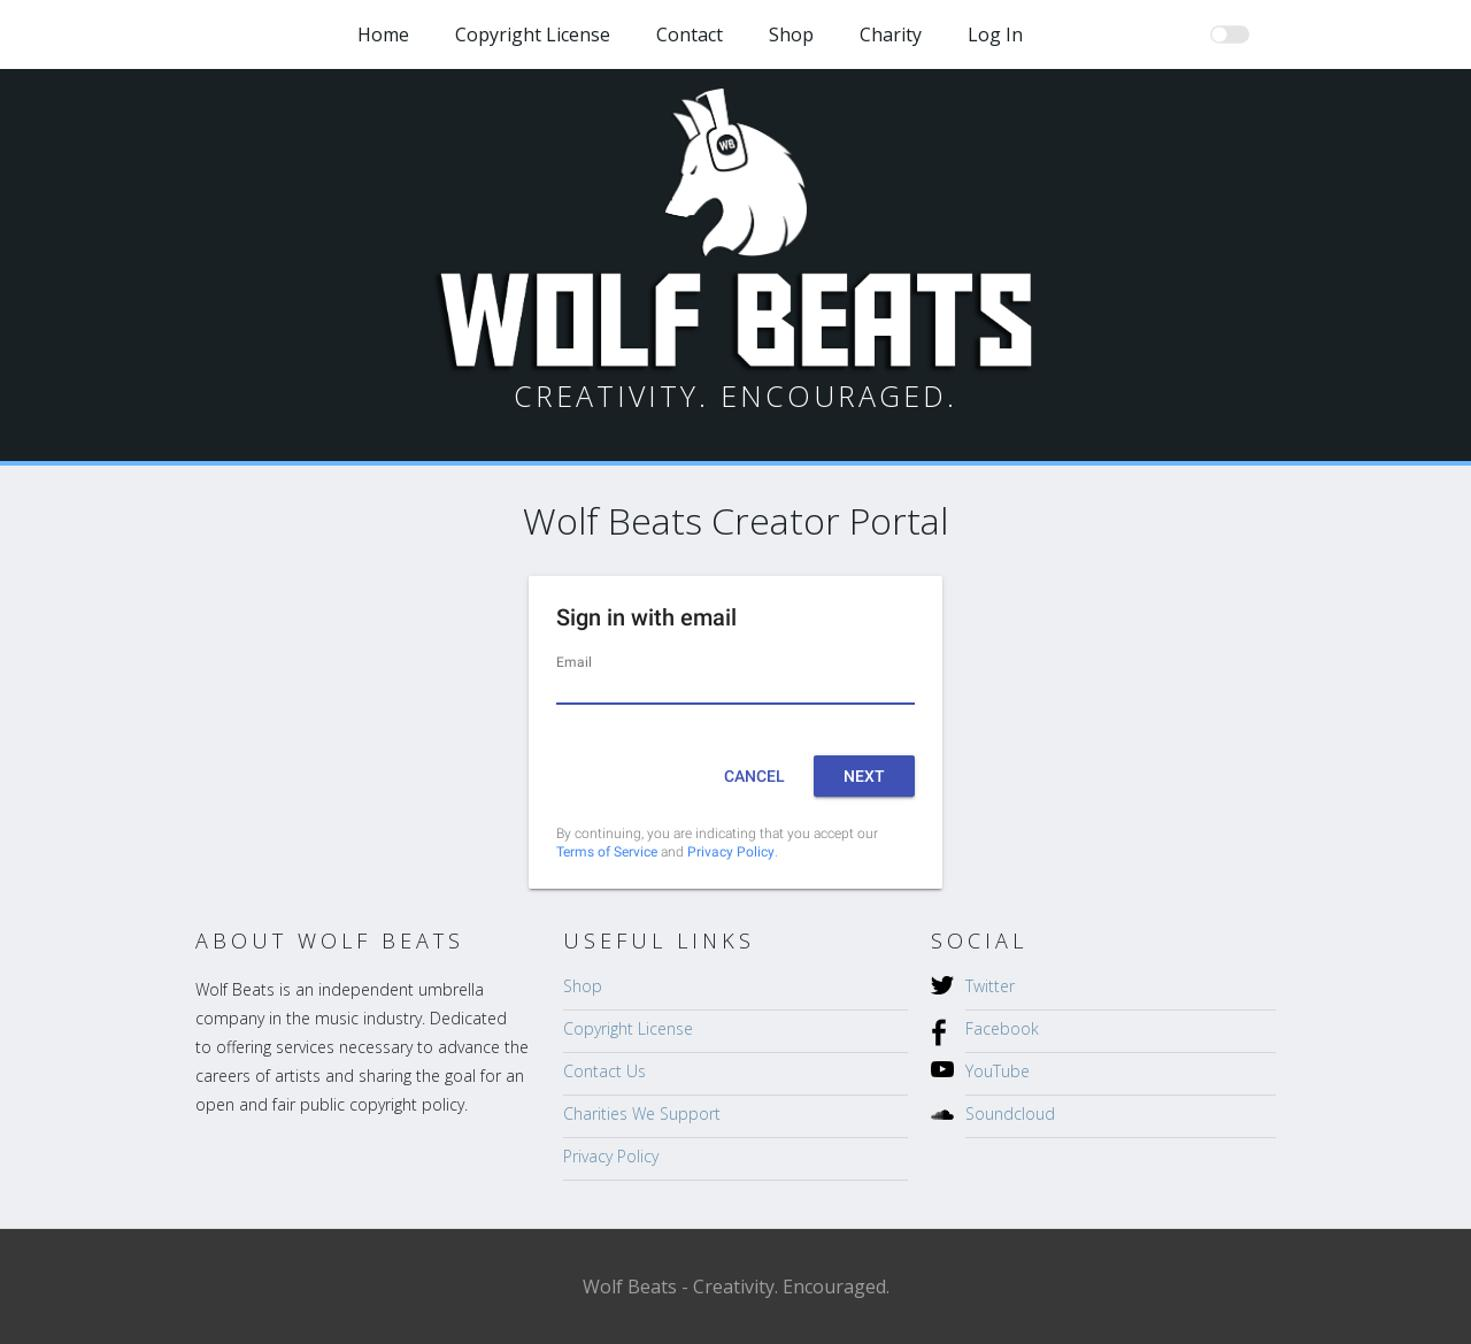 Home Copyright License Contact Shop Charity Log In
WB
WOLF BEATS
CREATIVITY. ENCOURAGED.
Wolf Beats Creator Portal
Sign in with email
Email
CANCEL NEXT
By continuing, you are indicating that you accept our
Terms of Service and Privacy Policy.
ABOUT WOLF BEATS
Wolf Beats is an independent umbrella
company in the music industry. Dedicated
to offering services necessary to advance the
careers of artists and sharing the goal for an
open and fair public copyright policy.
USEFUL LINKS
Shop
Copyright License
Contact Us
Charities We Support
Privacy Policy
SOCIAL
Twitter
Facebook
YouTube
Soundcloud
Wolf Beats - Creativity. Encouraged.